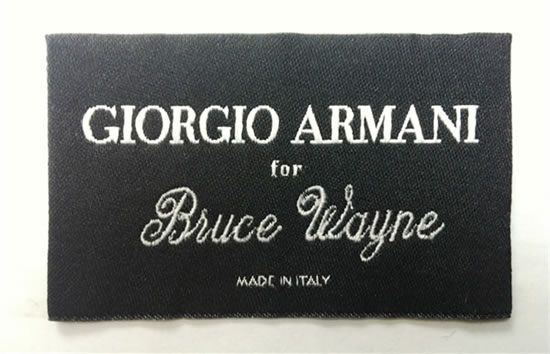 GIORGIO ARMANI
for
Bruce Wayne
MADE IN ITALY